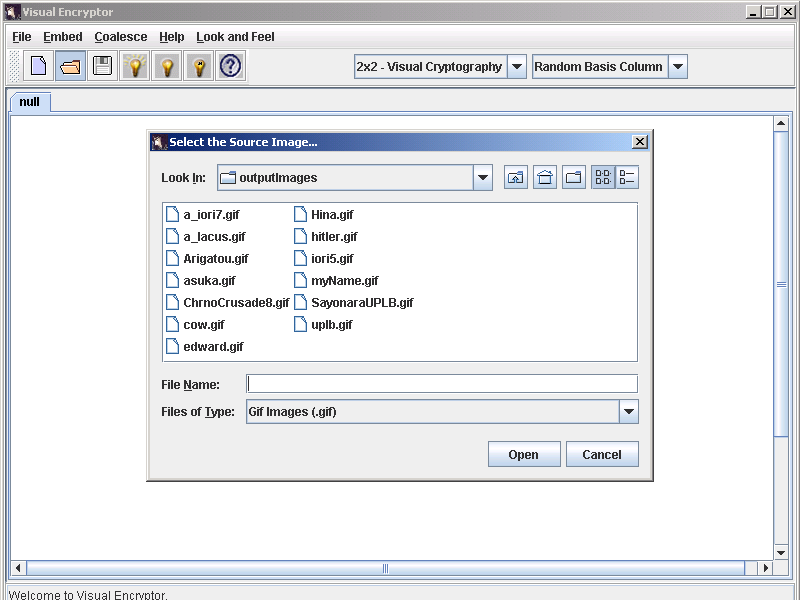 Visual Encryptor
File Embed Coalesce Help Look and Feel
2x2 - Visual Cryptography Random Basis Column
null
Select the Source Image...
Look In: outputImages
a_iori7.gif Hina.gif
a_lacus.gif hitler.gif
Arigatou.gif iori5.gif
asuka.gif myName.gif
ChrnoCrusade8.gif SayonaraUPLB.gif
cow.gif uplb.gif
edward.gif
File Name:
Files of Type: Gif Images (.gif)
Open Cancel
Welcome to Visual Encryptor.